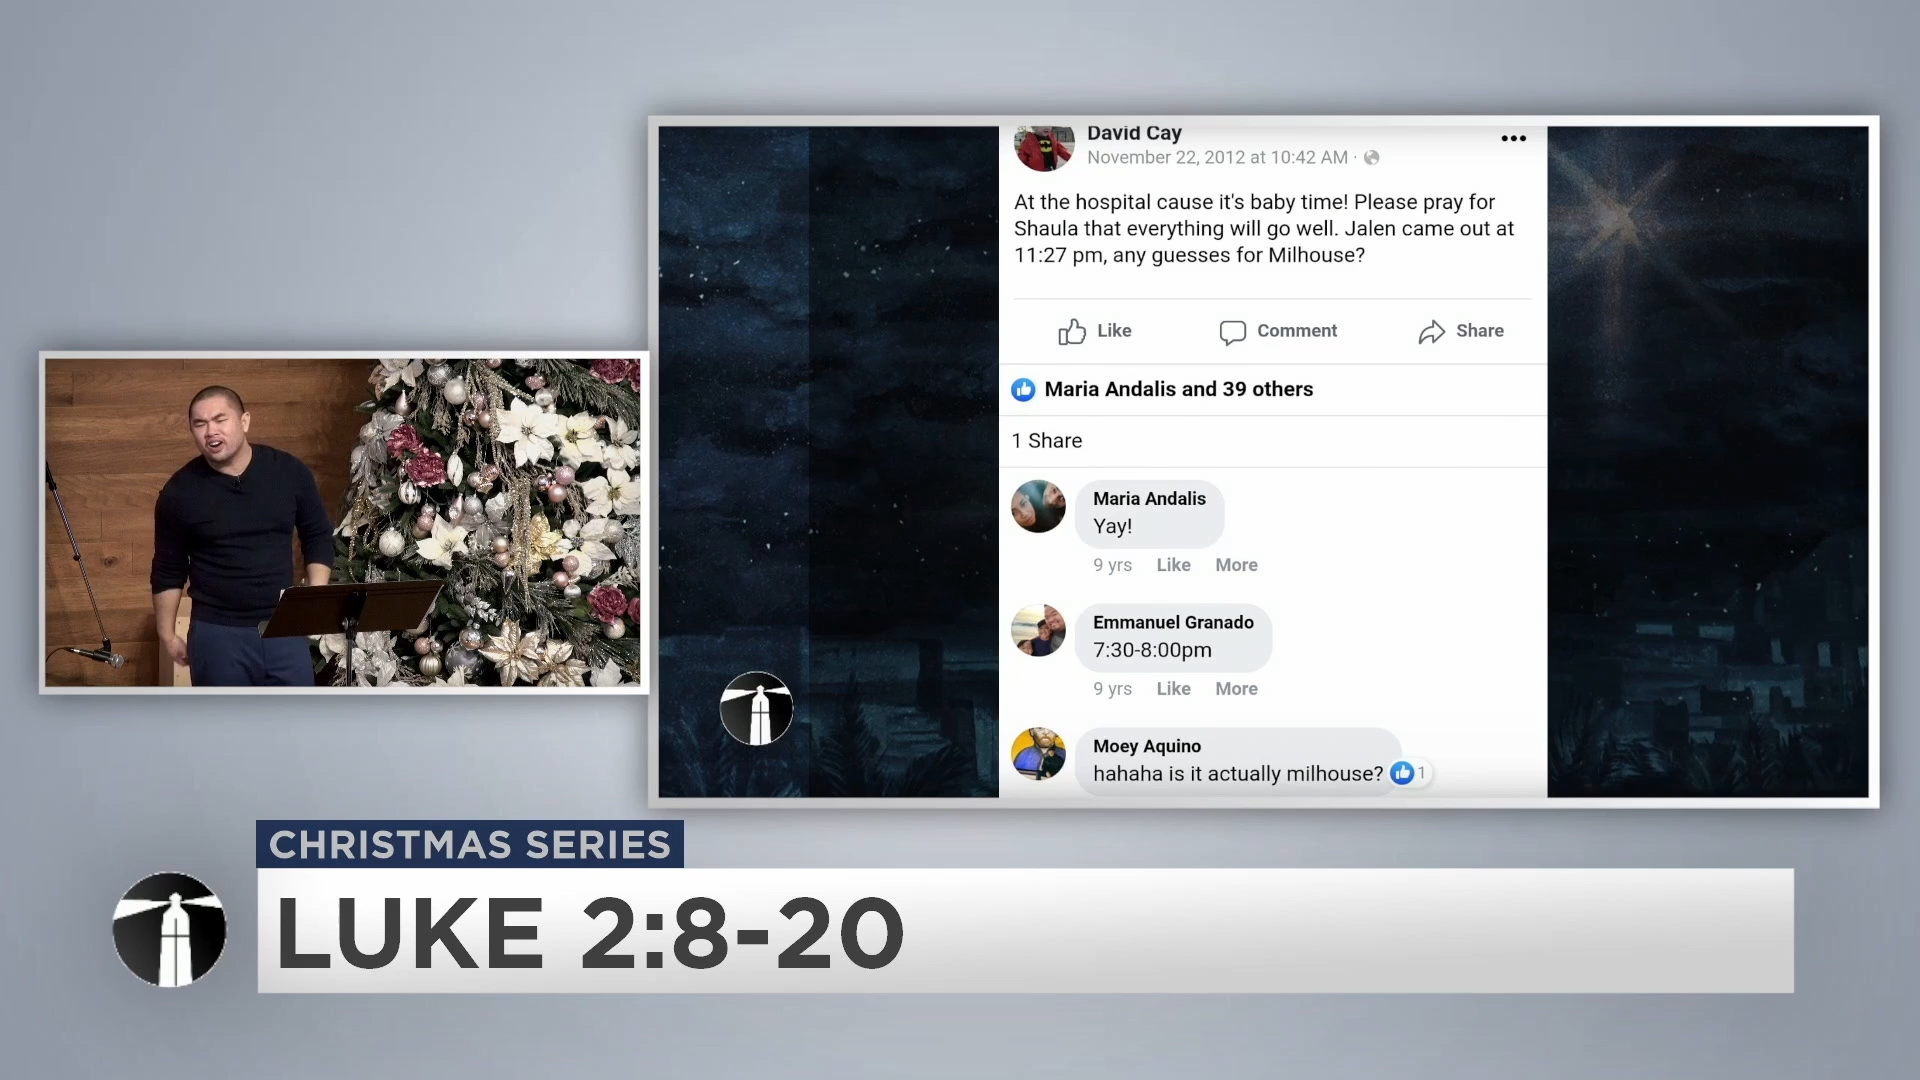 David Cay
November 22, 2012 at 10:42 AM ·
At the hospital cause it's baby time! Please pray for
Shaula that everything will go well. Jalen came out at
11:27 pm, any guesses for Milhouse?
Like Comment Share
Maria Andalis and 39 others
1 Share
Maria Andalis
Yay!
9 yrs Like More
Emmanuel Granado
7:30-8:00pm
9 yrs Like More
Moey Aquino
hahaha is it actually milhouse? 1
CHRISTMAS SERIES
LUKE 2:8-20